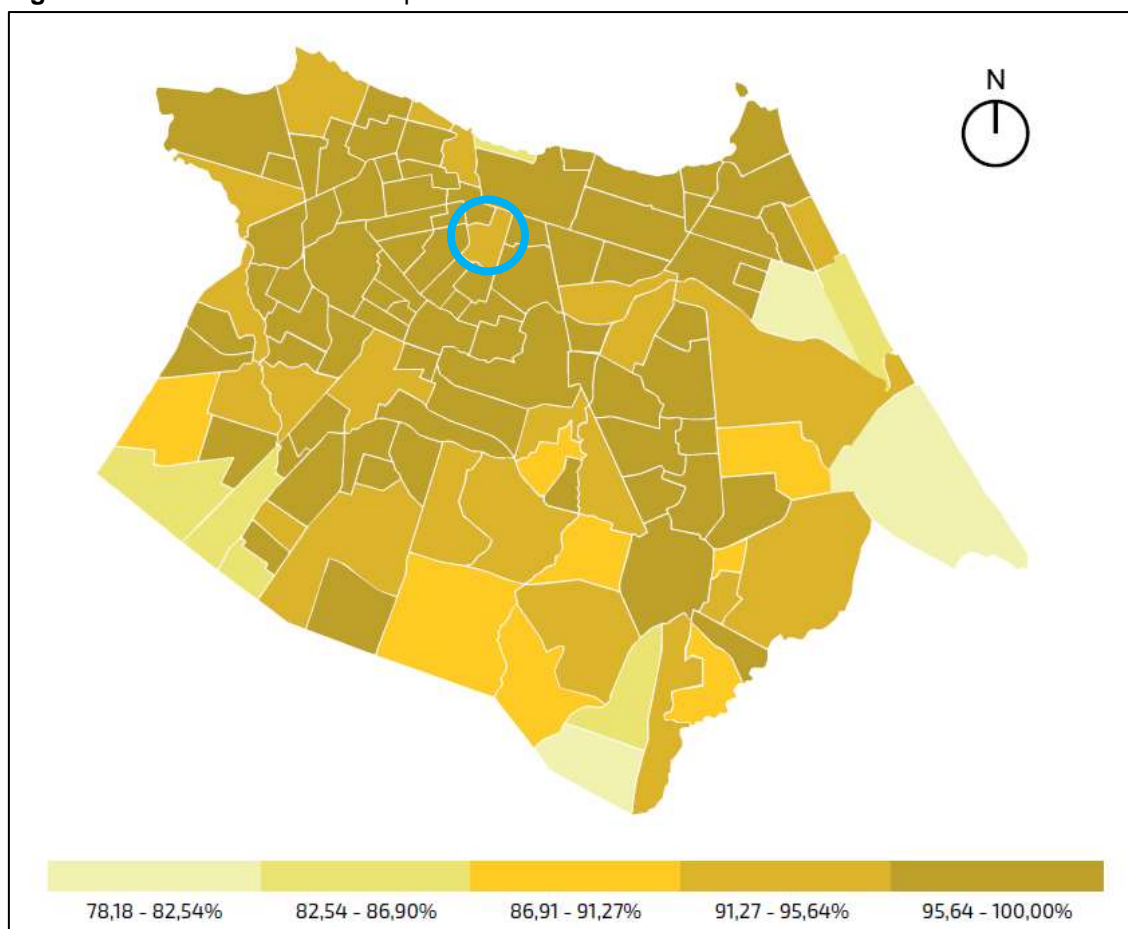 N
78,18 - 82,54%
82,54 - 86,90%
86,91 - 91,27%
91,27 - 95,64%
95,64 - 100,00%